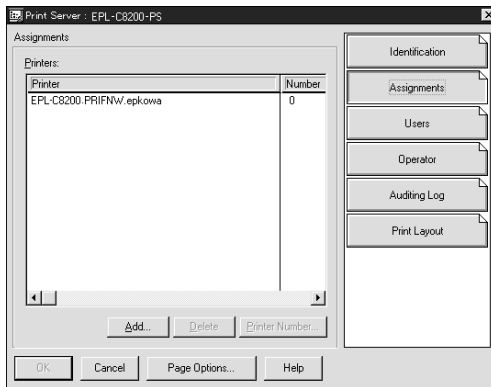 Print Server : EPL-C8200-PS
Assignments
Printers:
Printer Number
EPL-C8200.PRIFNW.epkowa 0
Add... Delete Printer Number...
OK Cancel Page Options... Help
Identification
Assignments
Users
Operator
Auditing Log
Print Layout